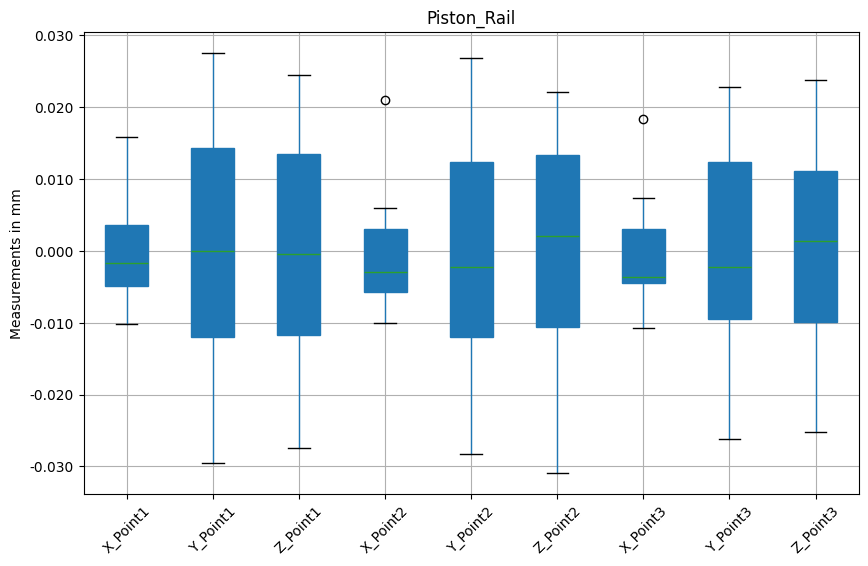 Piston_Rail
Measurements in mm
0.030
0.020
0.010
0.000
-0.010
-0.020
-0.030
X_Point1
Y_Point1
Z_Point1
X_Point2
Y_Point2
Z_Point2
X_Point3
Y_Point3
Z_Point3